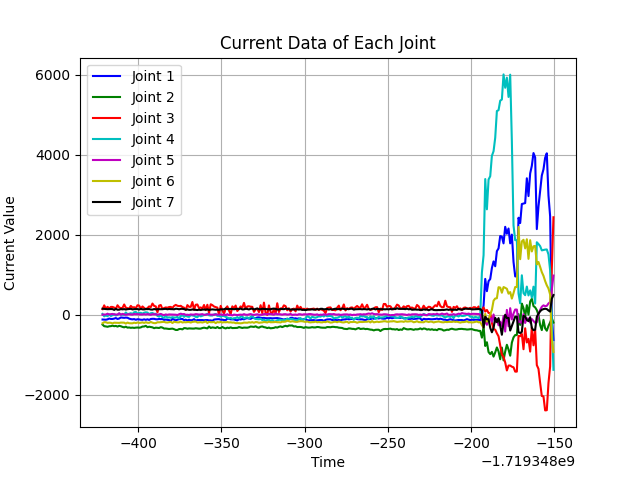 Current Data of Each Joint
Joint 1
Joint 2
Joint 3
Joint 4
Joint 5
Joint 6
Joint 7
6000
4000
2000
0
−2000
Current Value
−400
−350
−300
−250
−200
−150
Time
−1.719348e9